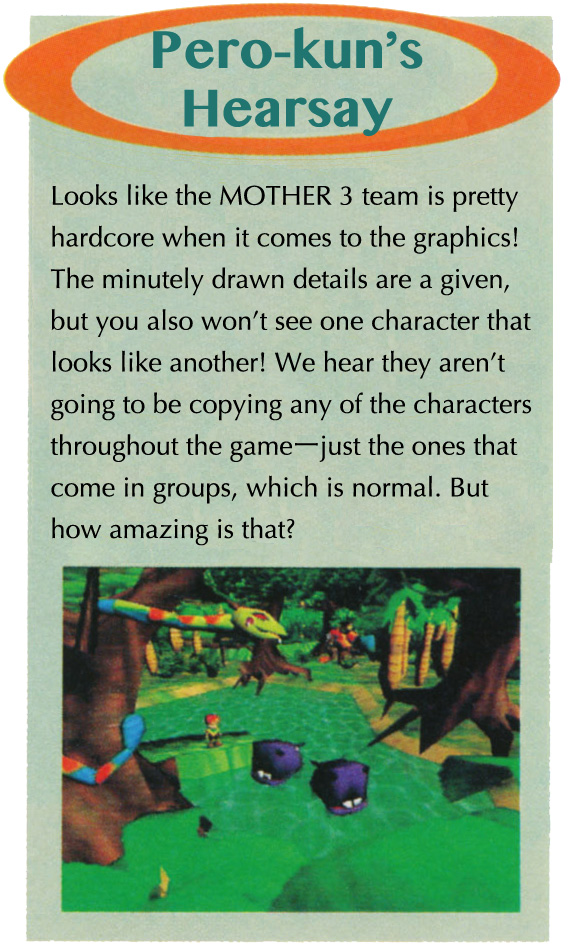 Pero-kun's
Hearsay
Looks like the MOTHER 3 team is pretty
hardcore when it comes to the graphics!
The minutely drawn details are a given,
but you also won't see one character that
looks like another! We hear they aren't
going to be copying any of the characters
throughout the game—just the ones that
come in groups, which is normal. But
how amazing is that?